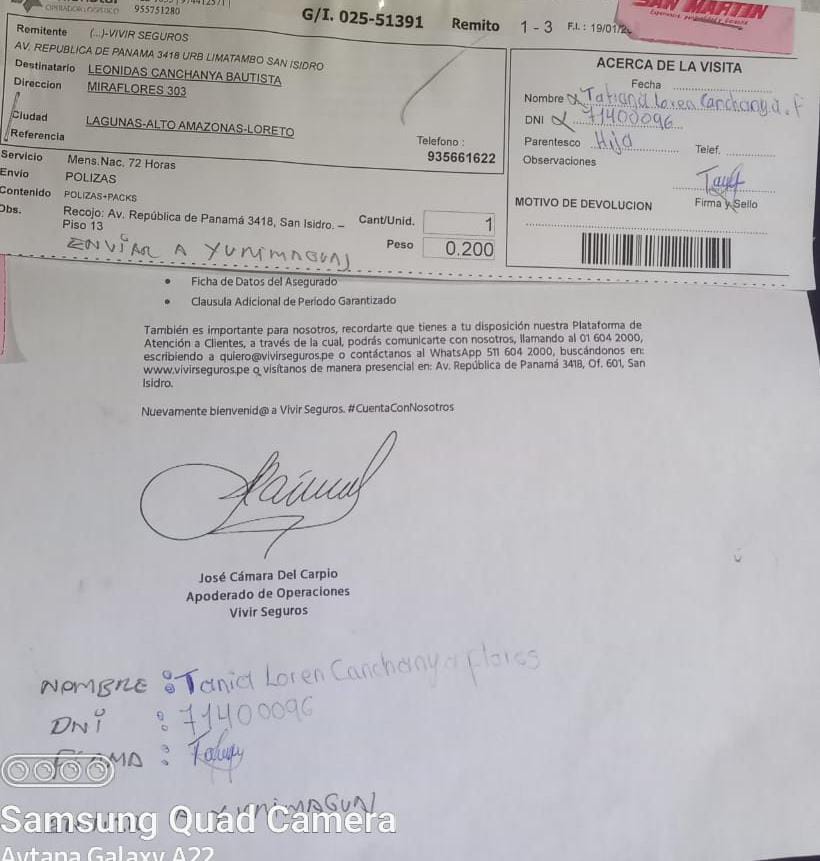 OPERADOR LOGISTICO 955751280
G/I. 025-51391 Remito 1 - 3 F.I.: 19/01/2
SAN MARTIN
Remitente (...)-VIVIR SEGUROS
AV. REPUBLICA DE PANAMA 3418 URB LIMATAMBO SAN ISIDRO
Destinatario LEONIDAS CANCHANYA BAUTISTA
Direccion MIRAFLORES 303
Ciudad LAGUNAS-ALTO AMAZONAS-LORETO
Referencia
Telefono :
935661622
Servicio Mens.Nac. 72 Horas
Envio POLIZAS
Contenido POLIZAS+PACKS
Obs. Recojo: Av. República de Panamá 3418, San Isidro. –
Piso 13
Cant/Unid. 1
Peso 0.200
ENVIAR A YURIMAGUAS
ACERCA DE LA VISITA
Fecha
Nombre Tatiana Loren Canchanya. F
DNI 71400096
Parentesco Hija Telef.
Observaciones
MOTIVO DE DEVOLUCION Firma y Sello
• Ficha de Datos del Asegurado
• Clausula Adicional de Período Garantizado
También es importante para nosotros, recordarte que tienes a tu disposición nuestra Plataforma de
Atención a Clientes, a través de la cual, podrás comunicarte con nosotros, llamando al 01 604 2000,
escribiendo a quiero@vivirseguros.pe o contáctanos al WhatsApp 511 604 2000, buscándonos en:
www.vivirseguros.pe o visítanos de manera presencial en: Av. República de Panamá 3418, Of. 601, San
Isidro.
Nuevamente bienvenid@ a Vivir Seguros. #CuentaConNosotros
José Cámara Del Carpio
Apoderado de Operaciones
Vivir Seguros
NOMBRE : Tania Loren Canchanya Flores
DNI : 71400096
FIRMA :
A YURIMAGUAS
Samsung Quad Camera
Aytana Galaxy A22